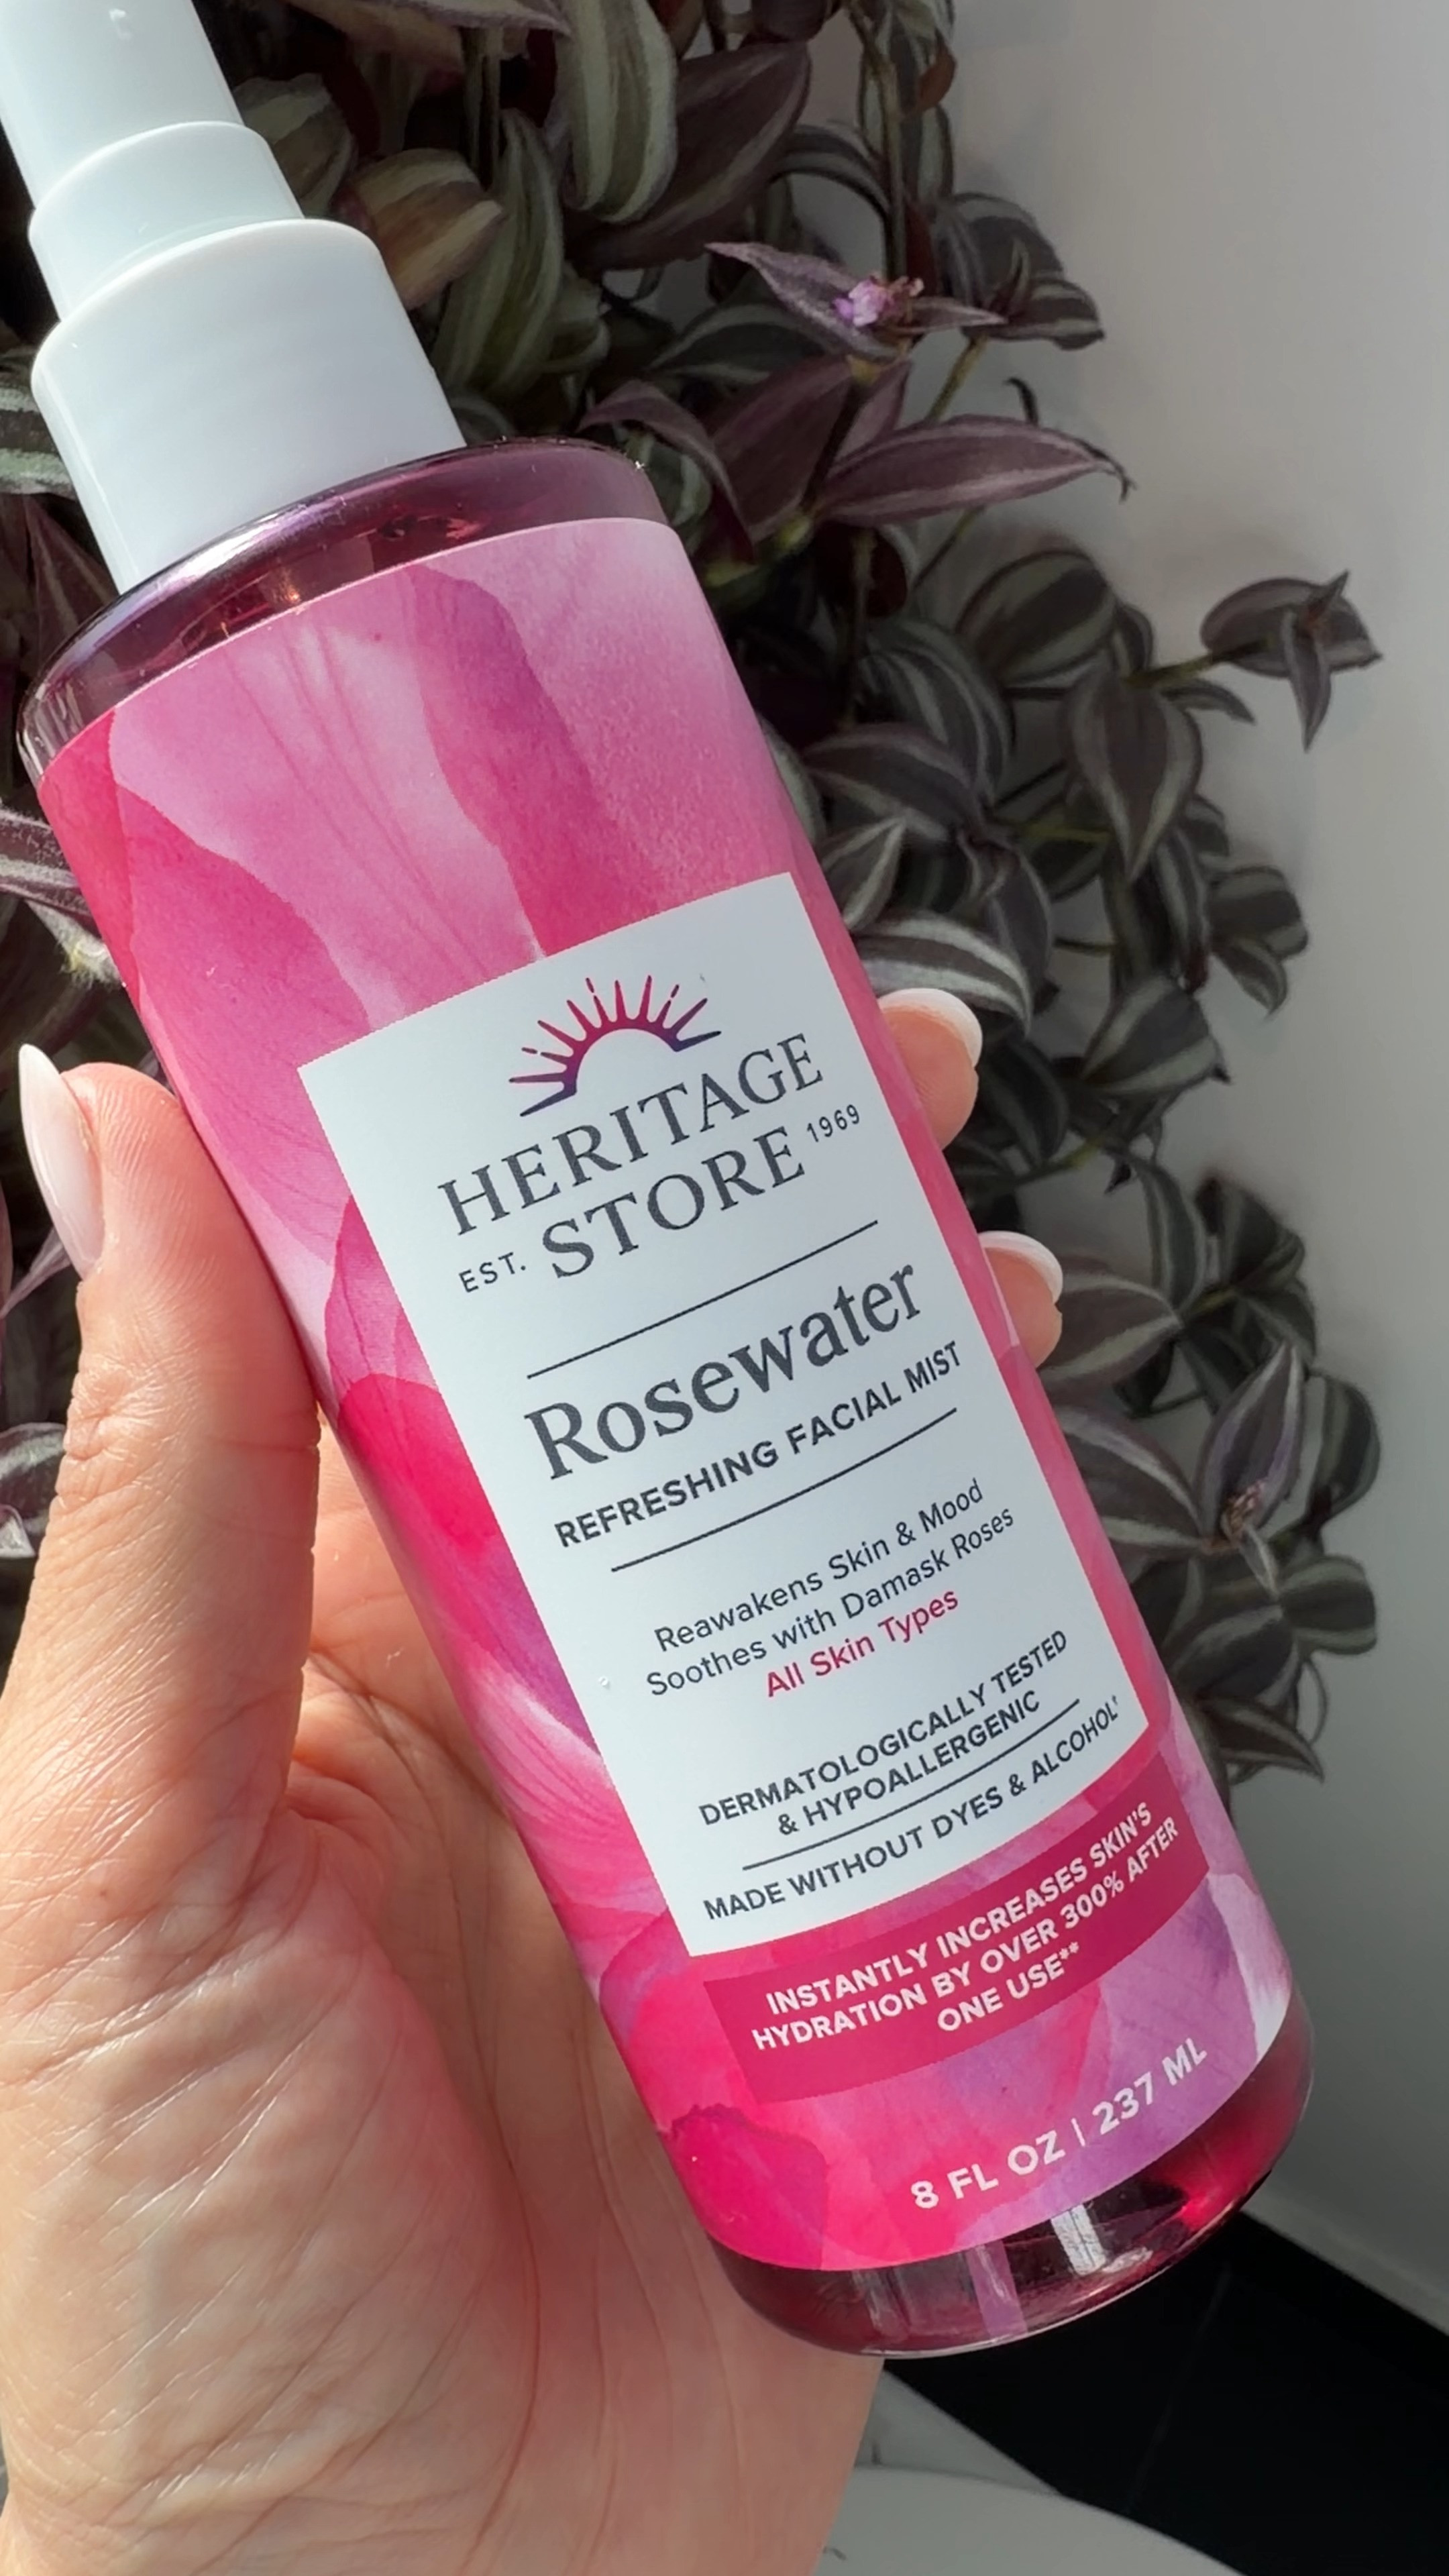 HERITAGE
EST. STORE 1969
Rosewater
REFRESHING FACIAL MIST
Reawakens Skin & Mood
Soothes with Damask Roses
All Skin Types
DERMATOLOGICALLY TESTED
& HYPOALLERGENIC
MADE WITHOUT DYES & ALCOHOL†
INSTANTLY INCREASES SKIN'S
HYDRATION BY OVER 300% AFTER
ONE USE**
8 FL OZ | 237 ML